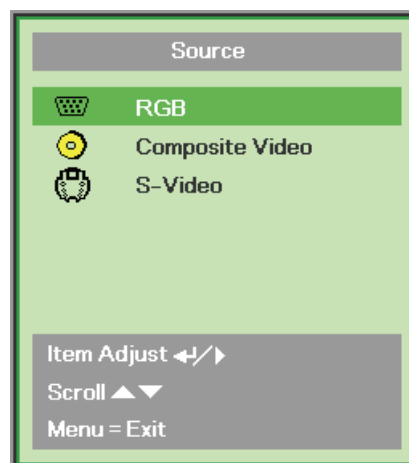 Source
RGB
Composite Video
S-Video
Item Adjust ↵/▶
Scroll ▲▼
Menu = Exit